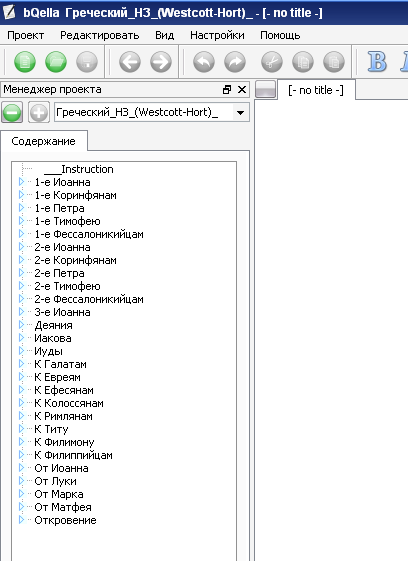 bQella Греческий_НЗ_(Westcott-Hort)_ - [- no title -]
Проект Редактировать Вид Настройки Помощь
B I
Менеджер проекта
Греческий_НЗ_(Westcott-Hort)_
[- no title -]
Содержание
___Instruction
1-е Иоанна
1-е Коринфянам
1-е Петра
1-е Тимофею
1-е Фессалоникийцам
2-е Иоанна
2-е Коринфянам
2-е Петра
2-е Тимофею
2-е Фессалоникийцам
3-е Иоанна
Деяния
Иакова
Иуды
К Галатам
К Евреям
К Ефесянам
К Колоссянам
К Римлянам
К Титу
К Филимону
К Филиппийцам
От Иоанна
От Луки
От Марка
От Матфея
Откровение